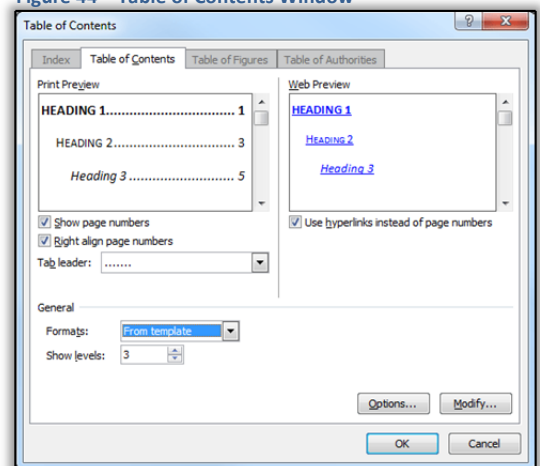 Figure 44 – Table of Contents Window
Table of Contents
Index Table of Contents Table of Figures Table of Authorities
Print Preview Web Preview
HEADING 1.................................. 1 HEADING 1
HEADING 2................................ 3 HEADING 2
Heading 3 ............................ 5 Heading 3
Show page numbers Use hyperlinks instead of page numbers
Right align page numbers
Tab leader: .......
General
Formats: From template
Show levels: 3
Options... Modify...
OK Cancel